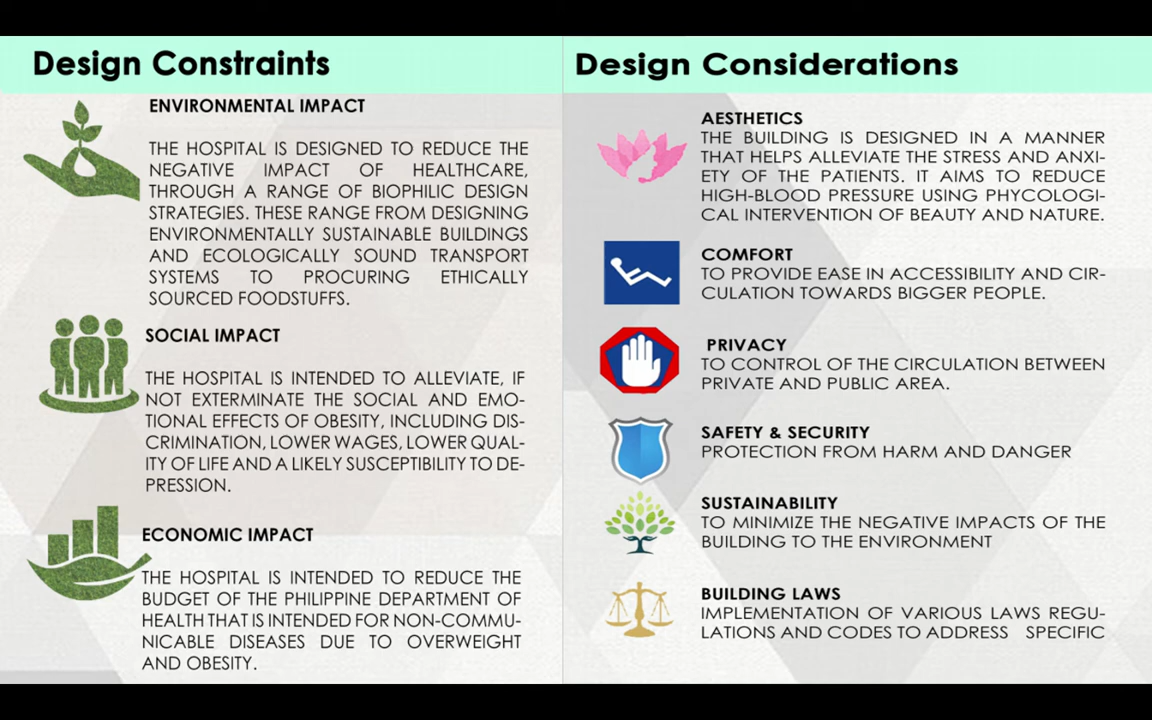 Design Constraints
ENVIRONMENTAL IMPACT
THE HOSPITAL IS DESIGNED TO REDUCE THE
NEGATIVE IMPACT OF HEALTHCARE,
THROUGH A RANGE OF BIOPHILIC DESIGN
STRATEGIES. THESE RANGE FROM DESIGNING
ENVIRONMENTALLY SUSTAINABLE BUILDINGS
AND ECOLOGICALLY SOUND TRANSPORT
SYSTEMS TO PROCURING ETHICALLY
SOURCED FOODSTUFFS.
SOCIAL IMPACT
THE HOSPITAL IS INTENDED TO ALLEVIATE, IF
NOT EXTERMINATE THE SOCIAL AND EMO-
TIONAL EFFECTS OF OBESITY, INCLUDING DIS-
CRIMINATION, LOWER WAGES, LOWER QUAL-
ITY OF LIFE AND A LIKELY SUSCEPTIBILITY TO DE-
PRESSION.
ECONOMIC IMPACT
THE HOSPITAL IS INTENDED TO REDUCE THE
BUDGET OF THE PHILIPPINE DEPARTMENT OF
HEALTH THAT IS INTENDED FOR NON-COMMU-
NICABLE DISEASES DUE TO OVERWEIGHT
AND OBESITY.
Design Considerations
AESTHETICS
THE BUILDING IS DESIGNED IN A MANNER
THAT HELPS ALLEVIATE THE STRESS AND ANXI-
ETY OF THE PATIENTS. IT AIMS TO REDUCE
HIGH-BLOOD PRESSURE USING PHYCOLOGI-
CAL INTERVENTION OF BEAUTY AND NATURE.
COMFORT
TO PROVIDE EASE IN ACCESSIBILITY AND CIR-
CULATION TOWARDS BIGGER PEOPLE.
PRIVACY
TO CONTROL OF THE CIRCULATION BETWEEN
PRIVATE AND PUBLIC AREA.
SAFETY & SECURITY
PROTECTION FROM HARM AND DANGER
SUSTAINABILITY
TO MINIMIZE THE NEGATIVE IMPACTS OF THE
BUILDING TO THE ENVIRONMENT
BUILDING LAWS
IMPLEMENTATION OF VARIOUS LAWS REGU-
LATIONS AND CODES TO ADDRESS SPECIFIC